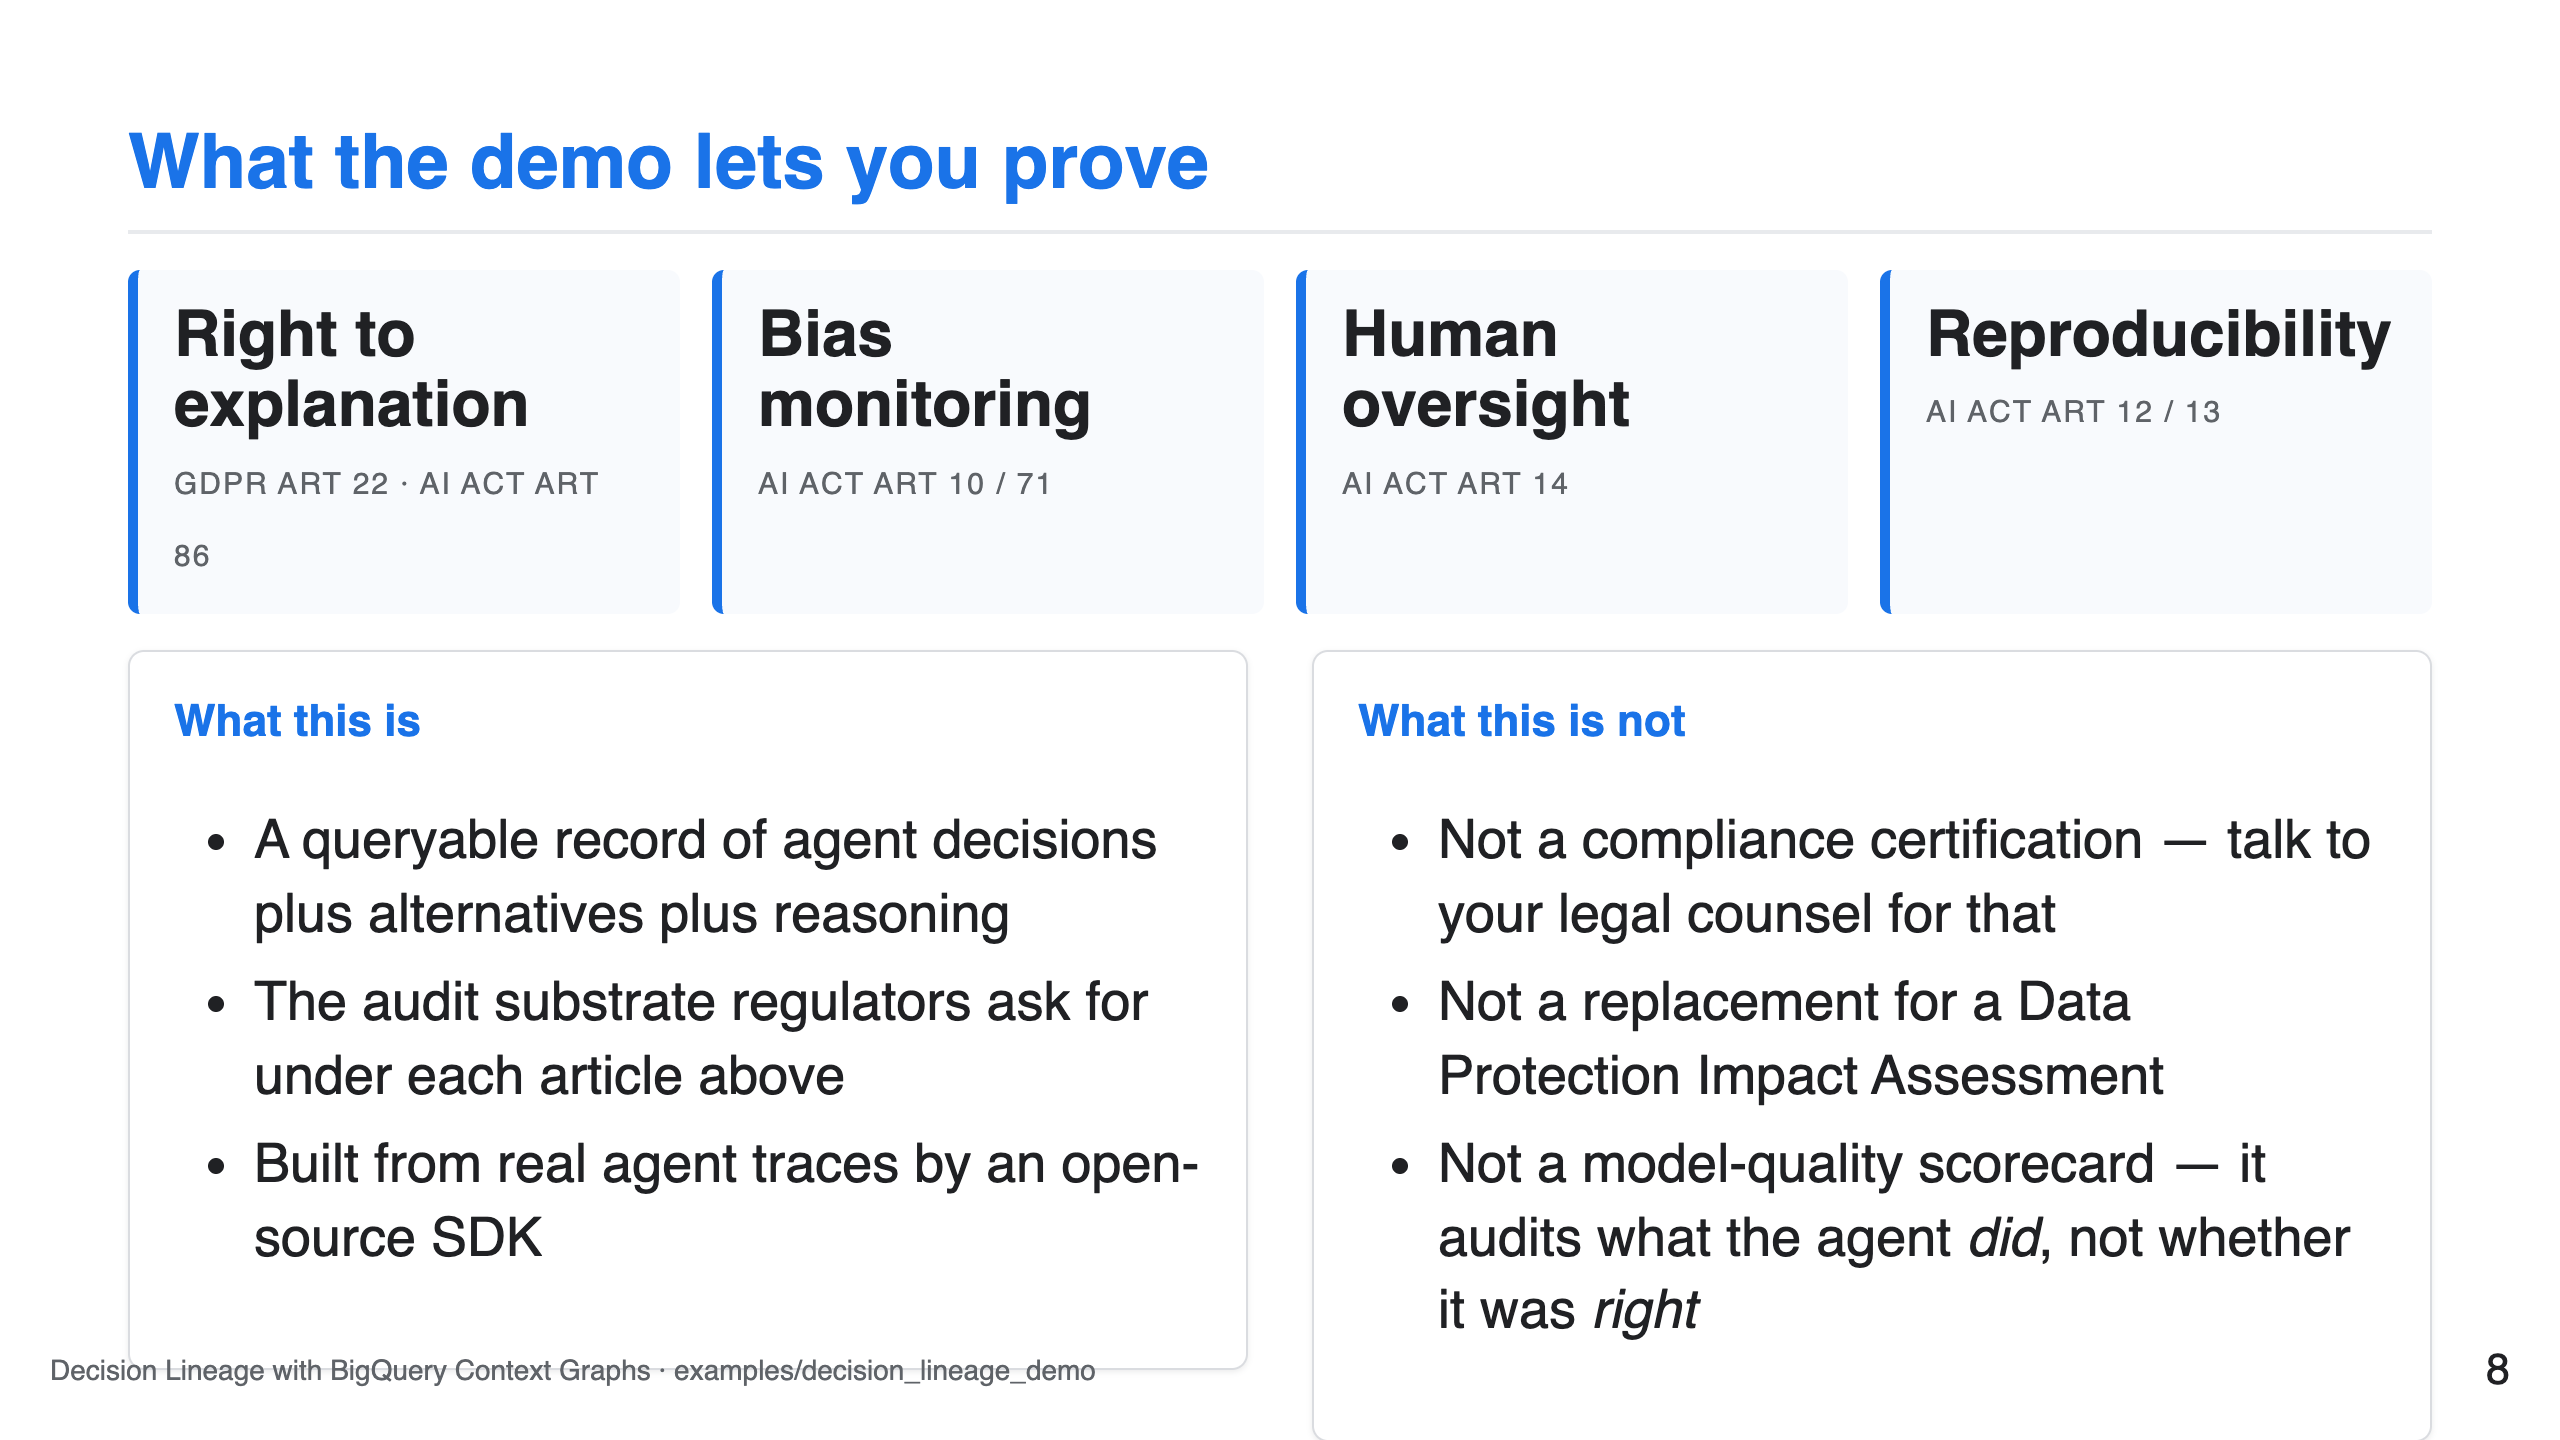 What the demo lets you prove
Right to
explanation
GDPR ART 22 · AI ACT ART
86
Bias
monitoring
AI ACT ART 10 / 71
Human
oversight
AI ACT ART 14
Reproducibility
AI ACT ART 12 / 13
What this is
• A queryable record of agent decisions
plus alternatives plus reasoning
• The audit substrate regulators ask for
under each article above
• Built from real agent traces by an open-
source SDK
What this is not
• Not a compliance certification — talk to
your legal counsel for that
• Not a replacement for a Data
Protection Impact Assessment
• Not a model-quality scorecard — it
audits what the agent did, not whether
it was right
Decision Lineage with BigQuery Context Graphs · examples/decision_lineage_demo
8